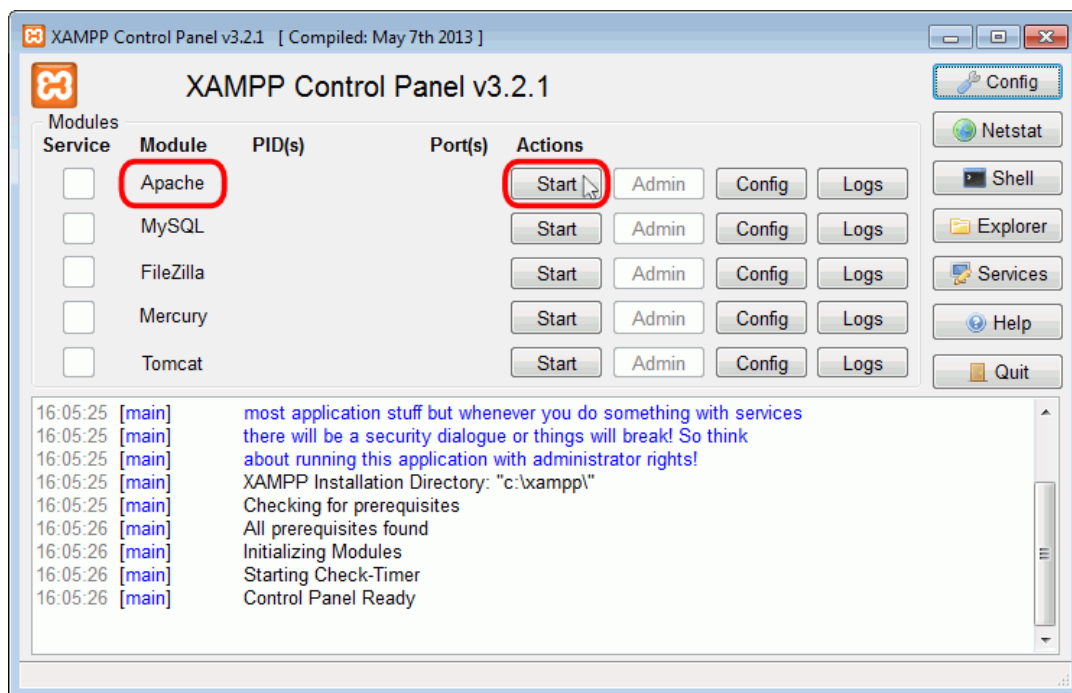 XAMPP Control Panel v3.2.1 [ Compiled: May 7th 2013 ]
XAMPP Control Panel v3.2.1
Config
Modules
Service Module PID(s) Port(s) Actions
Netstat
Apache Start Admin Config Logs
Shell
MySQL Start Admin Config Logs
Explorer
FileZilla Start Admin Config Logs
Services
Mercury Start Admin Config Logs
Help
Tomcat Start Admin Config Logs
Quit
16:05:25 [main] most application stuff but whenever you do something with services
16:05:25 [main] there will be a security dialogue or things will break! So think
16:05:25 [main] about running this application with administrator rights!
16:05:25 [main] XAMPP Installation Directory: "c:\xampp\"
16:05:25 [main] Checking for prerequisites
16:05:26 [main] All prerequisites found
16:05:26 [main] Initializing Modules
16:05:26 [main] Starting Check-Timer
16:05:26 [main] Control Panel Ready